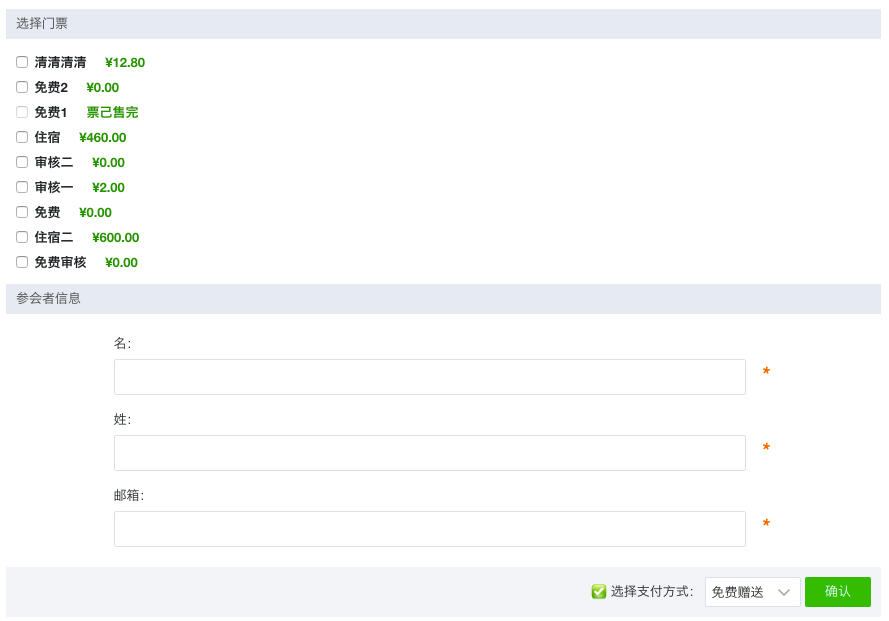 选择门票
清清清清 ¥12.80
免费2 ¥0.00
免费1 票己售完
住宿 ¥460.00
审核二 ¥0.00
审核一 ¥2.00
免费 ¥0.00
住宿二 ¥600.00
免费审核 ¥0.00
参会者信息
名:
*
姓:
*
邮箱:
*
选择支付方式: 免费赠送 确认